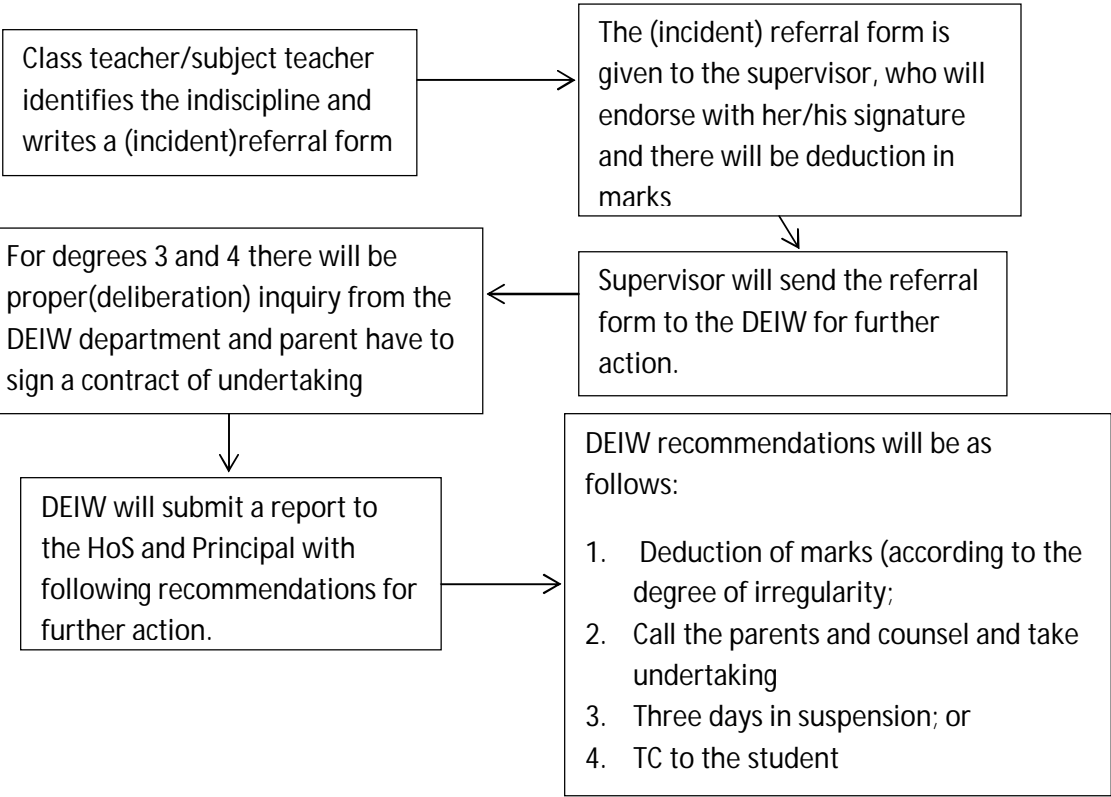 Class teacher/subject teacher
identifies the indiscipline and
writes a (incident)referral form
The (incident) referral form is
given to the supervisor, who will
endorse with her/his signature
and there will be deduction in
marks
Supervisor will send the referral
form to the DEIW for further
action.
For degrees 3 and 4 there will be
proper(deliberation) inquiry from the
DEIW department and parent have to
sign a contract of undertaking
DEIW will submit a report to
the HoS and Principal with
following recommendations for
further action.
DEIW recommendations will be as
follows:
1. Deduction of marks (according to the
degree of irregularity;
2. Call the parents and counsel and take
undertaking
3. Three days in suspension; or
4. TC to the student